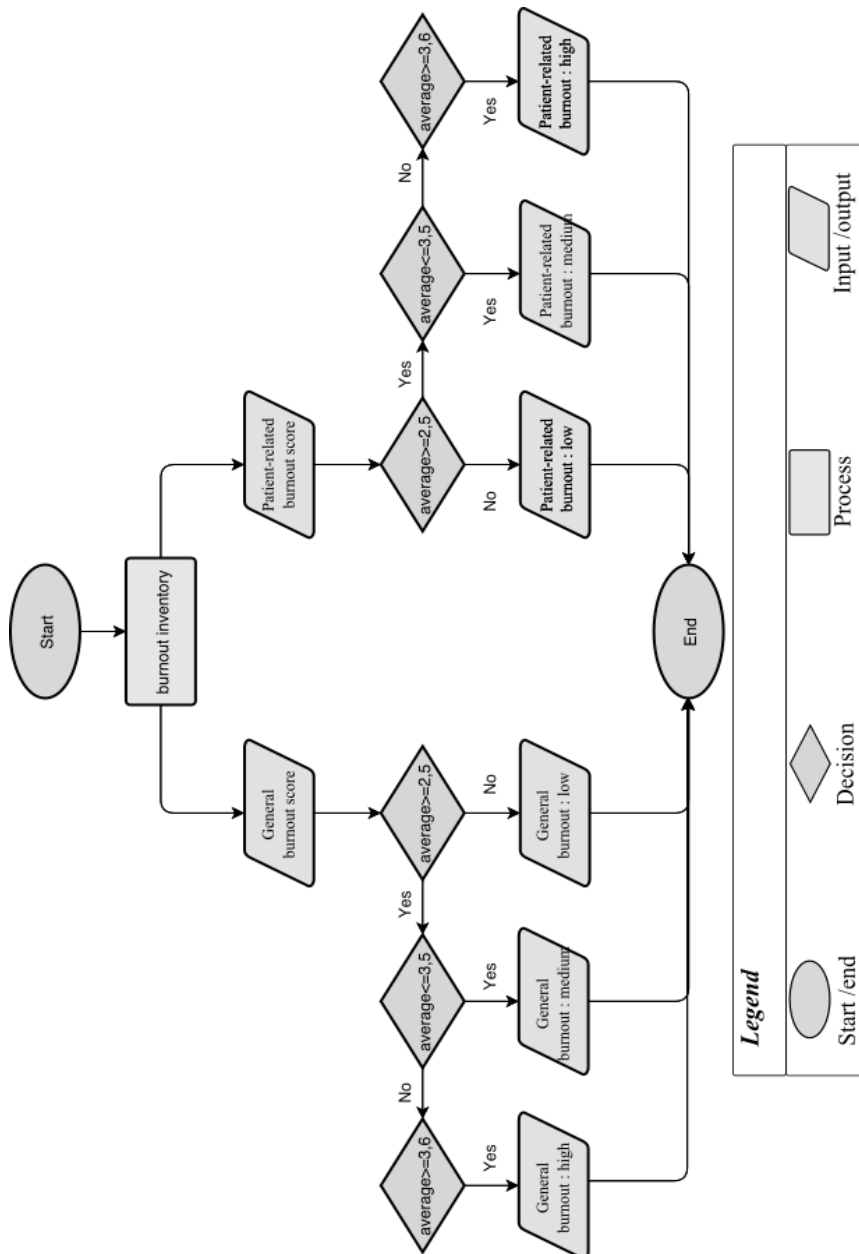 Start
burnout inventory
General
burnout score
Patient-related
burnout score
average>=3,6
No
average<=3,5
Yes
average>=2,5
average>=2,5
Yes
average<=3,5
No
average>=3,6
Yes
Yes
No
No
Yes
Yes
General
burnout : high
General
burnout : medium
General
burnout : low
Patient-related
burnout : low
Patient-related
burnout : medium
Patient-related
burnout : high
End
Legend
Start /end
Decision
Process
Input /output